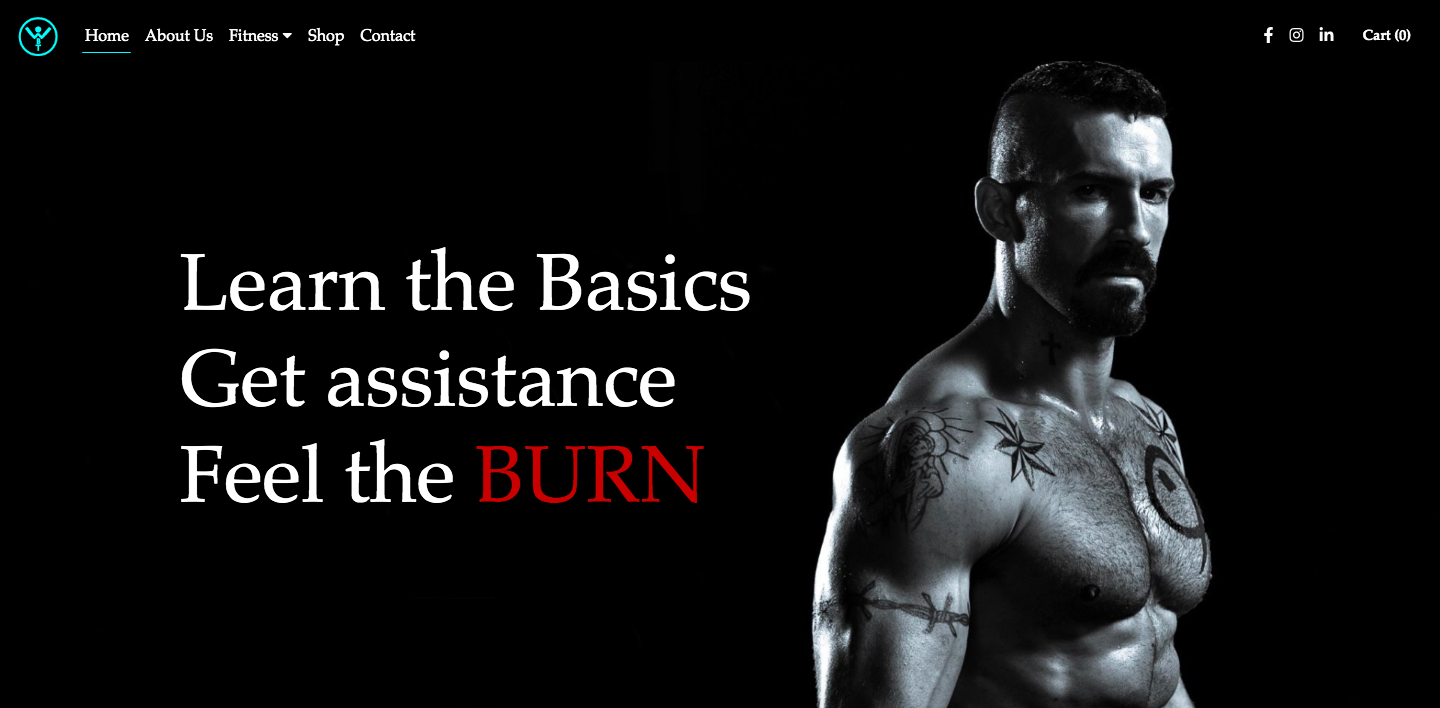 Home About Us Fitness Shop Contact Cart (0)
Learn the Basics
Get assistance
Feel the BURN